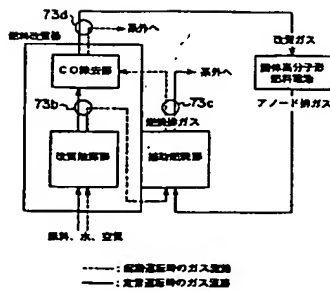 73d
系外へ
燃料改質器
改質ガス
CO除去部
系外へ
固体高分子形
燃料電池
73b
73c
燃焼排ガス
アノード排ガス
改質触媒部
補助燃焼部
原料、水、空気
:起動運転時のガス流路
:定常運転時のガス流路